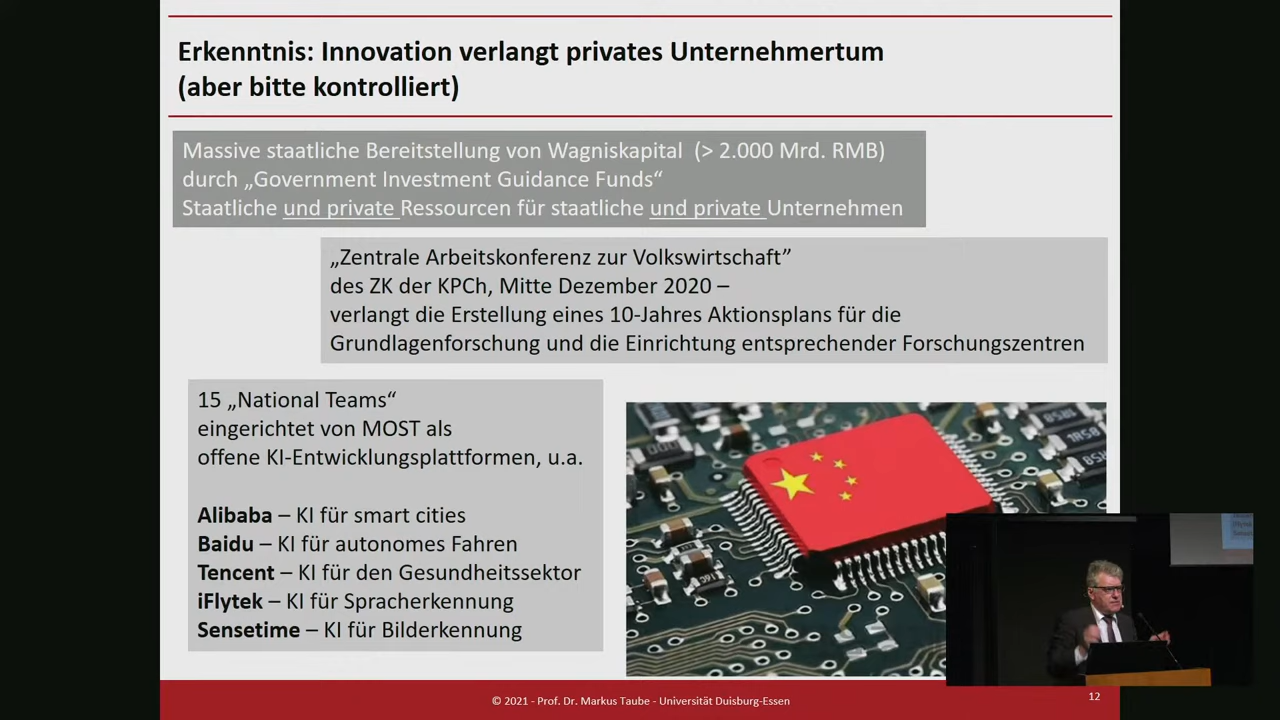 Erkenntnis: Innovation verlangt privates Unternehmertum
(aber bitte kontrolliert)
Massive staatliche Bereitstellung von Wagniskapital (> 2.000 Mrd. RMB)
durch „Government Investment Guidance Funds“
Staatliche und private Ressourcen für staatliche und private Unternehmen
„Zentrale Arbeitskonferenz zur Volkswirtschaft”
des ZK der KPCh, Mitte Dezember 2020 –
verlangt die Erstellung eines 10-Jahres Aktionsplans für die
Grundlagenforschung und die Einrichtung entsprechender Forschungszentren
15 „National Teams“
eingerichtet von MOST als
offene KI-Entwicklungsplattformen, u.a.
Alibaba – KI für smart cities
Baidu – KI für autonomes Fahren
Tencent – KI für den Gesundheitssektor
iFlytek – KI für Spracherkennung
Sensetime – KI für Bilderkennung
1R58
© 2021 - Prof. Dr. Markus Taube - Universität Duisburg-Essen
12